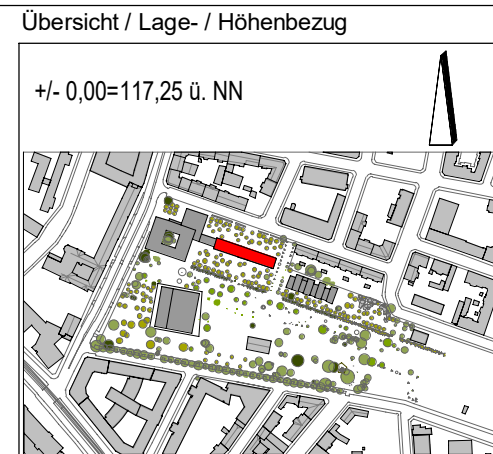 Übersicht / Lage- / Höhenbezug
+/- 0,00=117,25 ü. NN